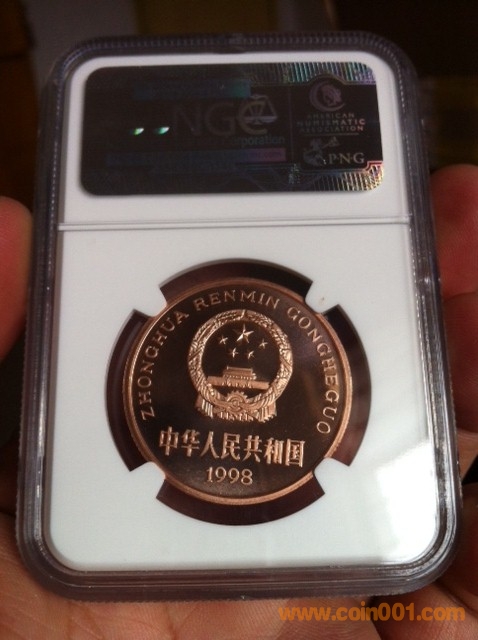 NGC
AMERICAN
NUMISMATIC
ASSOCIATION
PNG
ZHONGHUA RENMIN GONGHEGUO
中华人民共和国
1998
www.coin001.com